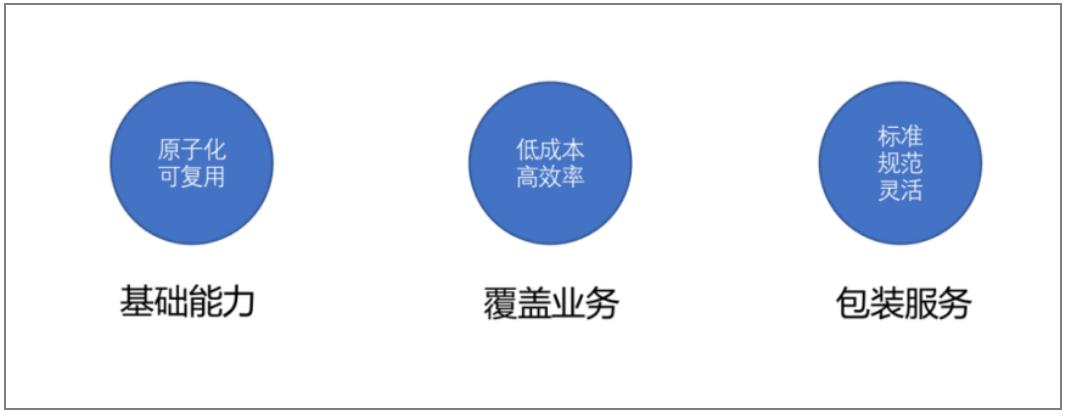 原子化
可复用
低成本
高效率
标准
规范
灵活
基础能力
覆盖业务
包装服务